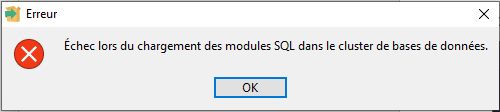 Erreur
Échec lors du chargement des modules SQL dans le cluster de bases de données.
OK